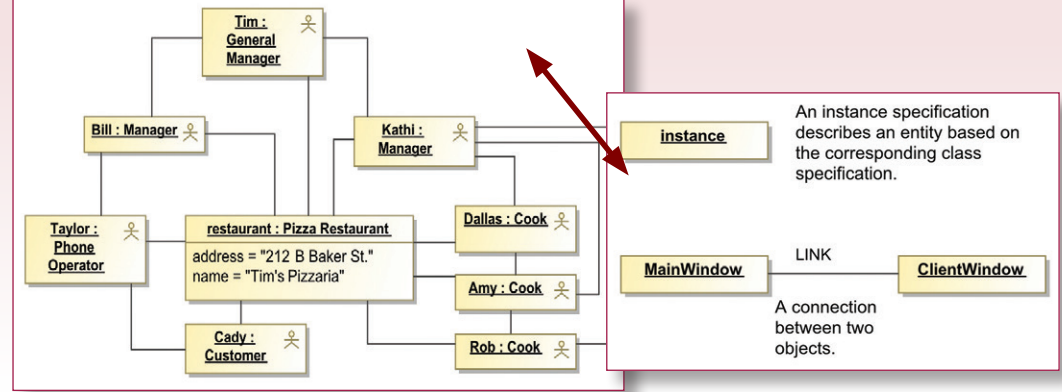 Tim :
General
Manager
Bill : Manager
Kathi :
Manager
Taylor :
Phone
Operator
restaurant : Pizza Restaurant
address = "212 B Baker St."
name = "Tim's Pizzaria"
Dallas : Cook
Amy : Cook
Rob : Cook
Cady :
Customer
instance
An instance specification
describes an entity based on
the corresponding class
specification.
MainWindow
LINK
ClientWindow
A connection
between two
objects.